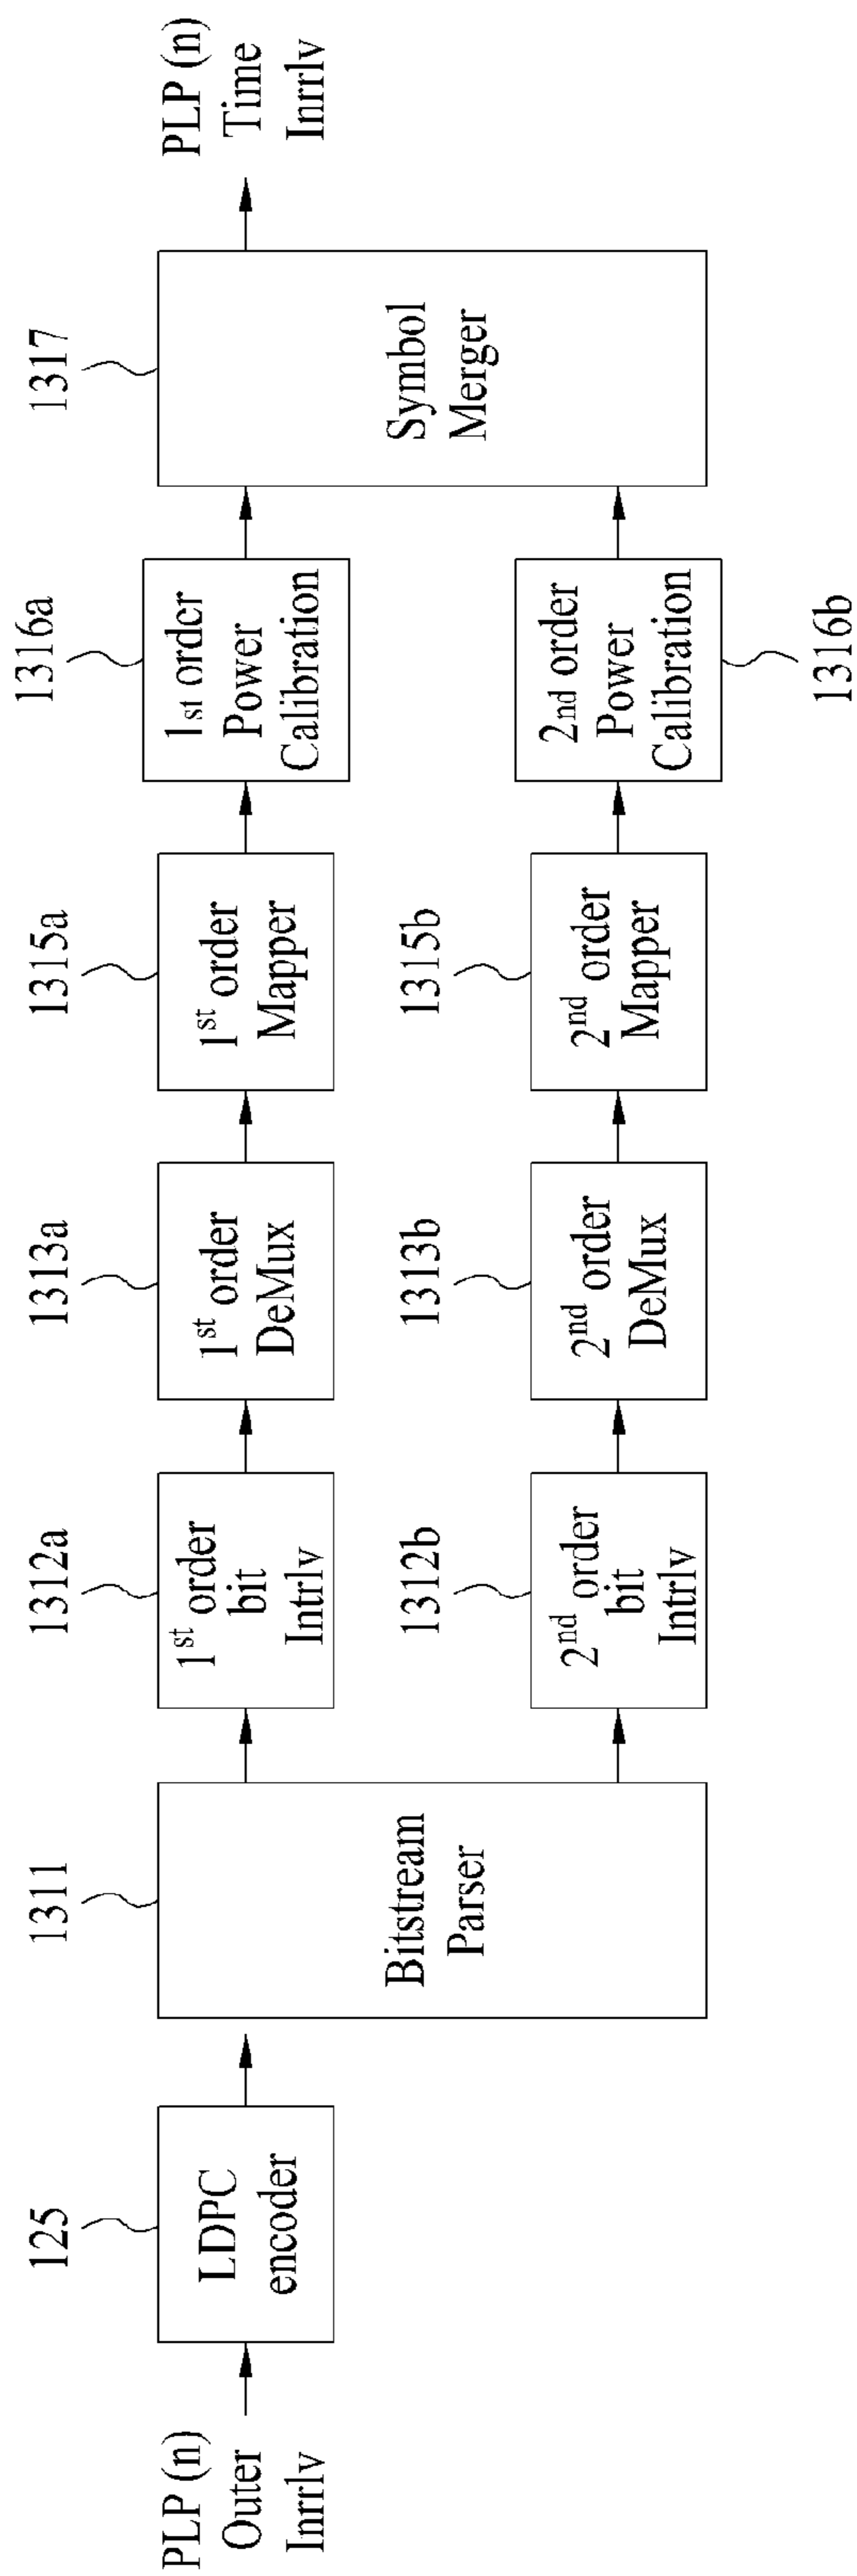 PLP (n)
Outer
Inrrlv
125
LDPC
encoder
1311
Bitstream
Parser
1312a
1st order
bit
Intrlv
1312b
2nd order
bit
Intrlv
1313a
1st order
DeMux
1313b
2nd order
DeMux
1315a
1st order
Mapper
1315b
2nd order
Mapper
1316a
1st order
Power
Calibration
2nd order
Power
Calibration
1316b
1317
Symbol
Merger
PLP (n)
Time
Inrrlv